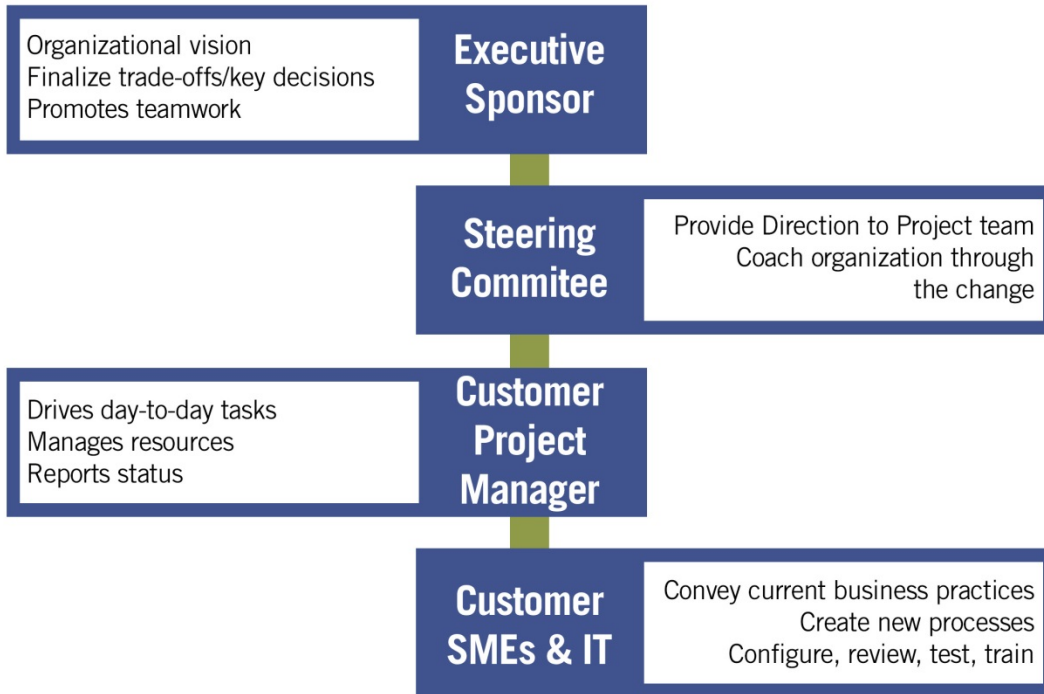 Organizational vision
Finalize trade-offs/key decisions
Promotes teamwork
Executive
Sponsor
Steering
Commitee
Provide Direction to Project team
Coach organization through
the change
Drives day-to-day tasks
Manages resources
Reports status
Customer
Project
Manager
Customer
SMEs & IT
Convey current business practices
Create new processes
Configure, review, test, train